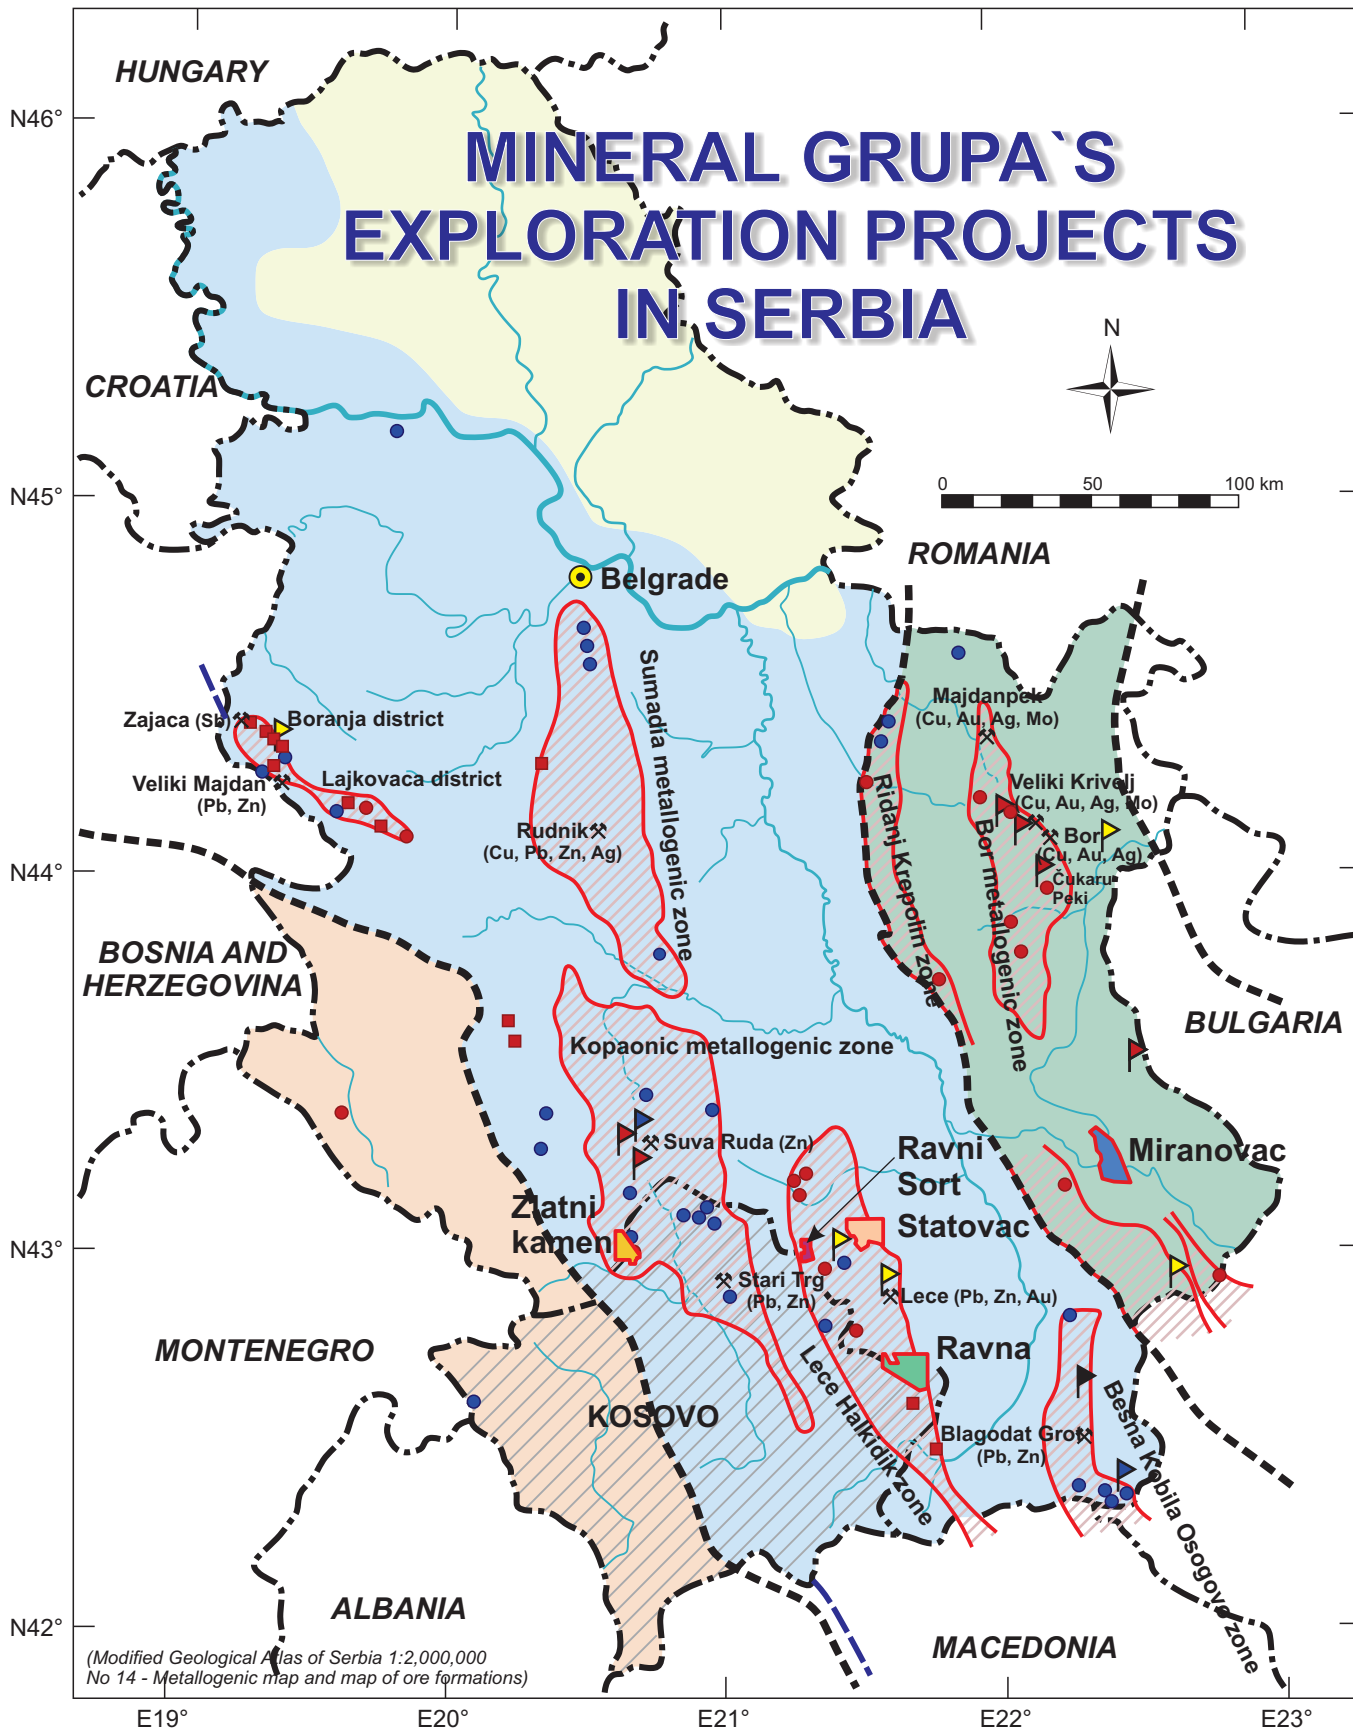 HUNGARY
N46°
MINERAL GRUPA`S
EXPLORATION PROJECTS
IN SERBIA
N
CROATIA
0 50 100 km
N45°
ROMANIA
Belgrade
Sumadia metallogenic zone
Majdanpek
(Cu, Au, Ag, Mo)
Zajaca (Sb)
Boranja district
Veliki Majdan
(Pb, Zn)
Lajkovaca district
Ridanj Krepolin zone
Veliki Krivelj
(Cu, Au, Ag, Mo)
Rudnik
(Cu, Pb, Zn, Ag)
Bor
(Cu, Au, Ag)
Bor metallogenic zone
Čukaru
Peki
N44°
BOSNIA AND
HERZEGOVINA
BULGARIA
Kopaonic metallogenic zone
Suva Ruda (Zn)
Ravni
Sort
Miranovac
Zlatni
kamen
Statovac
N43°
Stari Trg
(Pb, Zn)
Lece (Pb, Zn, Au)
MONTENEGRO
Ravna
Lece Halkidik zone
KOSOVO
Besna Kobila Osogovo zone
Blagodat Grot
(Pb, Zn)
ALBANIA
N42°
MACEDONIA
(Modified Geological Atlas of Serbia 1:2,000,000
No 14 - Metallogenic map and map of ore formations)
E19° E20° E21° E22° E23°